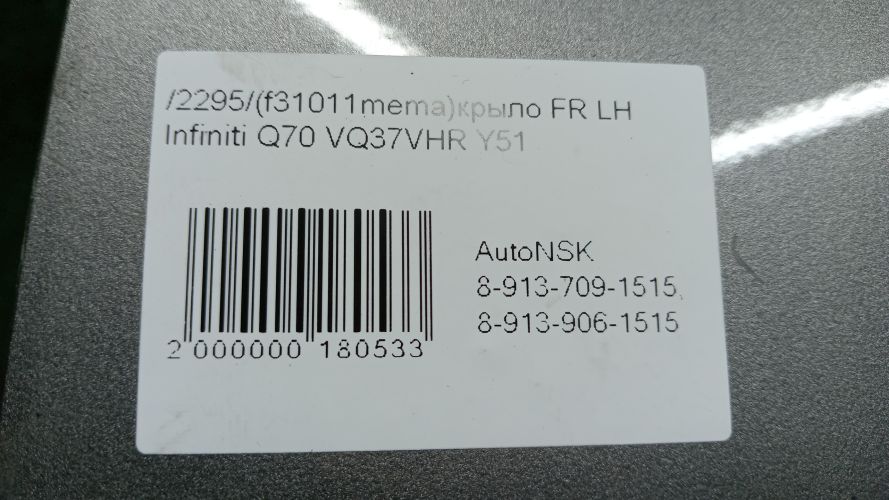 /2295/(f31011mema)крыло FR LH
Infiniti Q70 VQ37VHR Y51
AutoNSK
8-913-709-1515,
8-913-906-1515
2 000000 180533